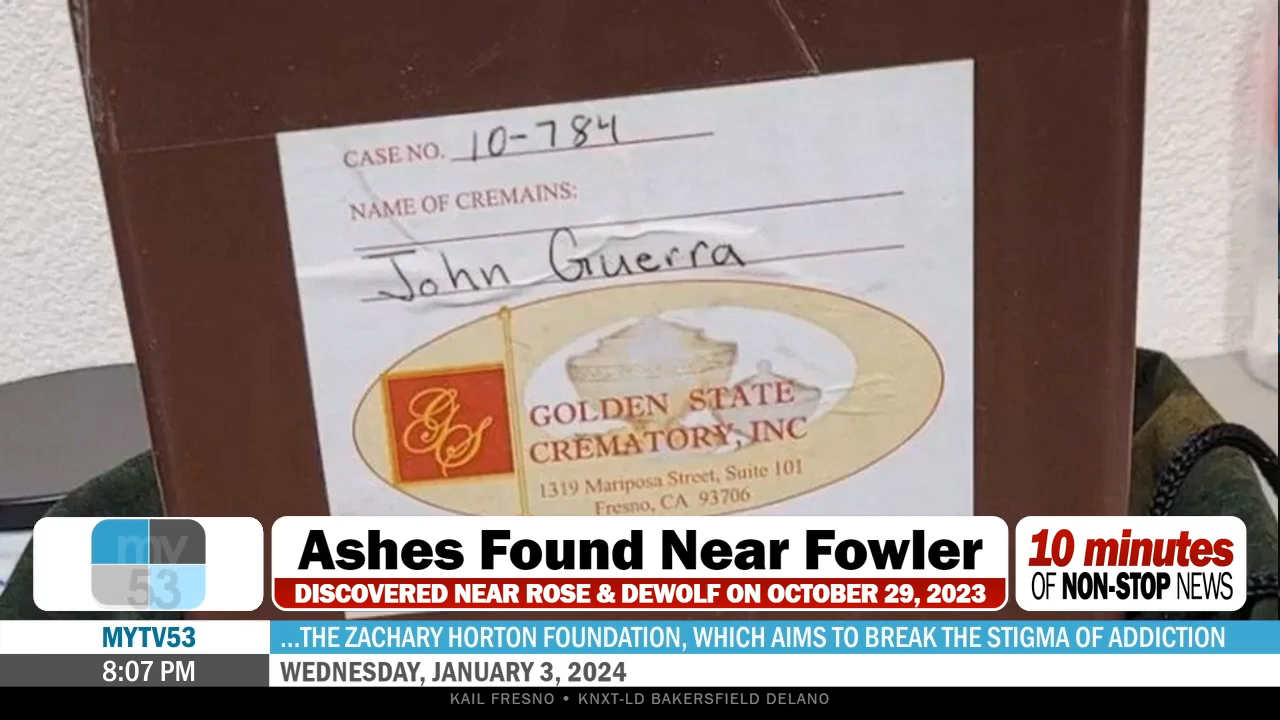 CASE NO. 10-784
NAME OF CREMAINS:
John Guerra
GS
GOLDEN STATE
CREMATORY, INC
1319 Mariposa Street, Suite 101
Fresno, CA 93706
my
53
Ashes Found Near Fowler
DISCOVERED NEAR ROSE & DEWOLF ON OCTOBER 29, 2023
10 minutes
OF NON-STOP NEWS
MYTV53
...THE ZACHARY HORTON FOUNDATION, WHICH AIMS TO BREAK THE STIGMA OF ADDICTION
8:07 PM
WEDNESDAY, JANUARY 3, 2024
KAIL FRESNO • KNXT-LD BAKERSFIELD DELANO